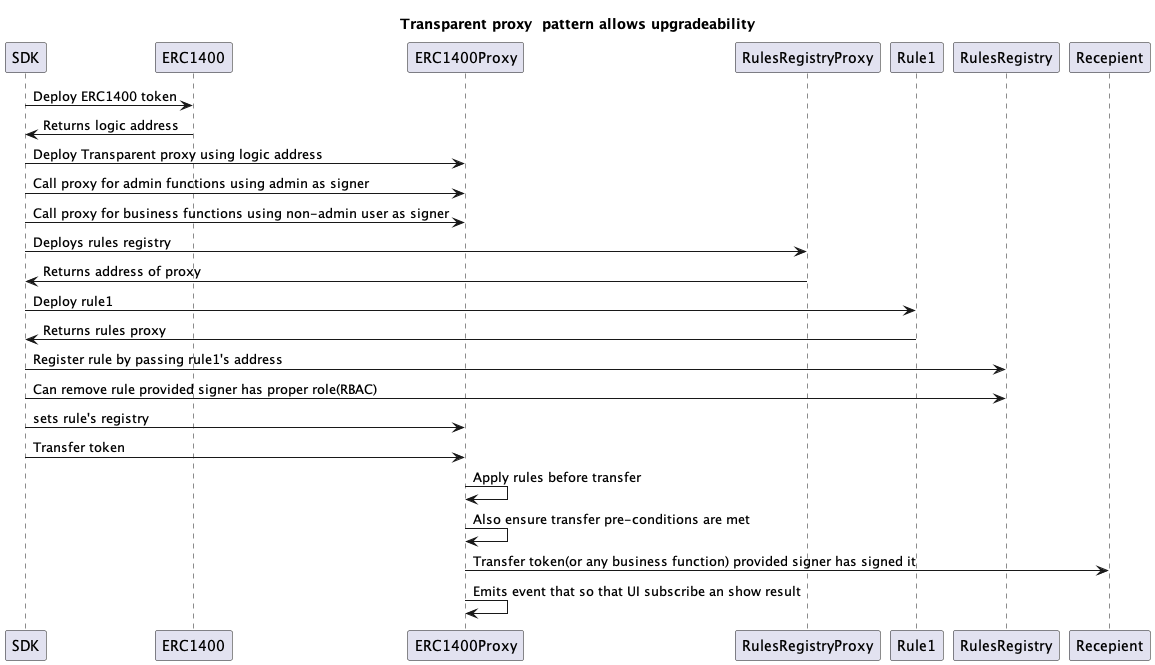 Transparent proxy  pattern allows upgradeability
SDK
ERC1400
ERC1400Proxy
RulesRegistryProxy
Rule1
RulesRegistry
Recepient
Deploy ERC1400 token
Returns logic address
Deploy Transparent proxy using logic address
Call proxy for admin functions using admin as signer
Call proxy for business functions using non-admin user as signer
Deploys rules registry
Returns address of proxy
Deploy rule1
Returns rules proxy
Register rule by passing rule1's address
Can remove rule provided signer has proper role(RBAC)
sets rule's registry
Transfer token
Apply rules before transfer
Also ensure transfer pre-conditions are met
Transfer token(or any business function) provided signer has signed it
Emits event that so that UI subscribe an show result
SDK
ERC1400
ERC1400Proxy
RulesRegistryProxy
Rule1
RulesRegistry
Recepient